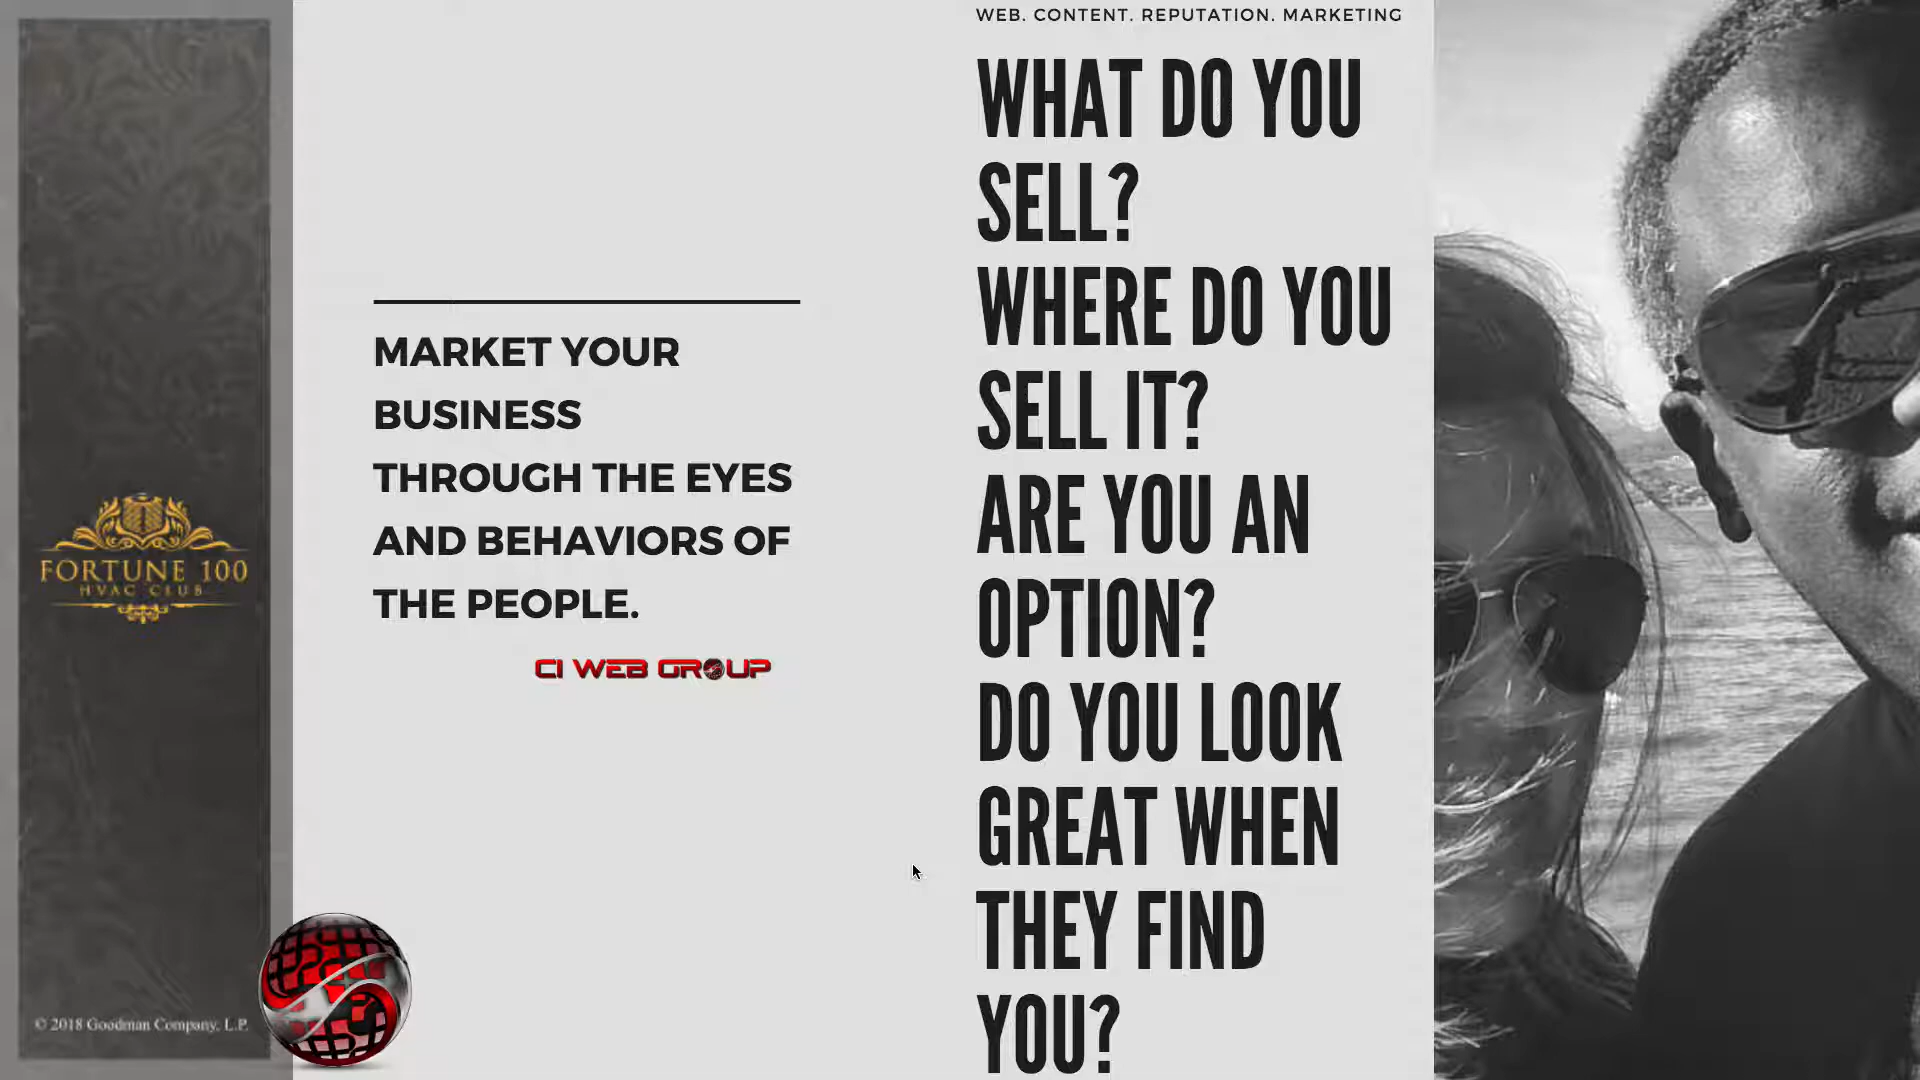 FORTUNE 100
HVAC CLUB
© 2018 Goodman Company, L.P.
MARKET YOUR
BUSINESS
THROUGH THE EYES
AND BEHAVIORS OF
THE PEOPLE.
CI WEB GROUP
WEB. CONTENT. REPUTATION. MARKETING
WHAT DO YOU
SELL?
WHERE DO YOU
SELL IT?
ARE YOU AN
OPTION?
DO YOU LOOK
GREAT WHEN
THEY FIND
YOU?